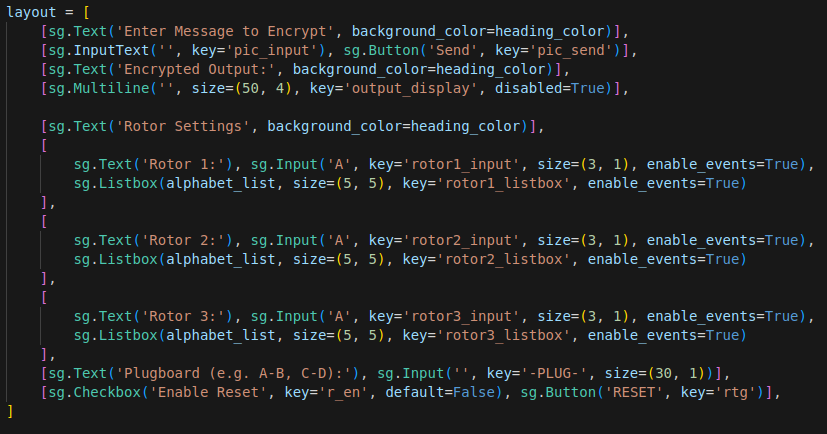 layout = [
    [sg.Text('Enter Message to Encrypt', background_color=heading_color)],
    [sg.InputText('', key='pic_input'), sg.Button('Send', key='pic_send')],
    [sg.Text('Encrypted Output:', background_color=heading_color)],
    [sg.Multiline('', size=(50, 4), key='output_display', disabled=True)],

    [sg.Text('Rotor Settings', background_color=heading_color)],
    [
        sg.Text('Rotor 1:'), sg.Input('A', key='rotor1_input', size=(3, 1), enable_events=True),
        sg.Listbox(alphabet_list, size=(5, 5), key='rotor1_listbox', enable_events=True)
    ],
    [
        sg.Text('Rotor 2:'), sg.Input('A', key='rotor2_input', size=(3, 1), enable_events=True),
        sg.Listbox(alphabet_list, size=(5, 5), key='rotor2_listbox', enable_events=True)
    ],
    [
        sg.Text('Rotor 3:'), sg.Input('A', key='rotor3_input', size=(3, 1), enable_events=True),
        sg.Listbox(alphabet_list, size=(5, 5), key='rotor3_listbox', enable_events=True)
    ],
    [sg.Text('Plugboard (e.g. A-B, C-D):'), sg.Input('', key='-PLUG-', size=(30, 1))],
    [sg.Checkbox('Enable Reset', key='r_en', default=False), sg.Button('RESET', key='rtg')],
]